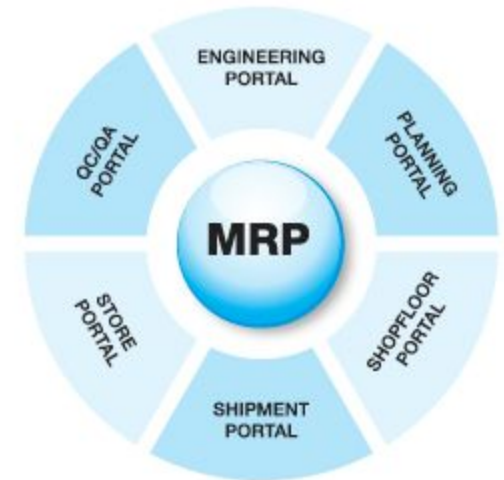 ENGINEERING
PORTAL
PLANNING
PORTAL
SHOPFLOOR
PORTAL
SHIPMENT
PORTAL
STORE
PORTAL
QC/QA
PORTAL
MRP